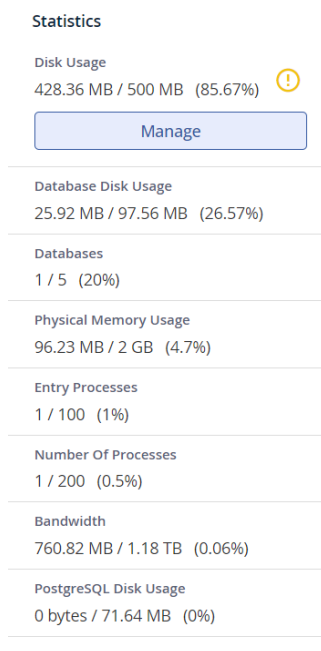 Statistics
Disk Usage
428.36 MB / 500 MB (85.67%)
Manage
Database Disk Usage
25.92 MB / 97.56 MB (26.57%)
Databases
1 / 5 (20%)
Physical Memory Usage
96.23 MB / 2 GB (4.7%)
Entry Processes
1 / 100 (1%)
Number Of Processes
1 / 200 (0.5%)
Bandwidth
760.82 MB / 1.18 TB (0.06%)
PostgreSQL Disk Usage
0 bytes / 71.64 MB (0%)